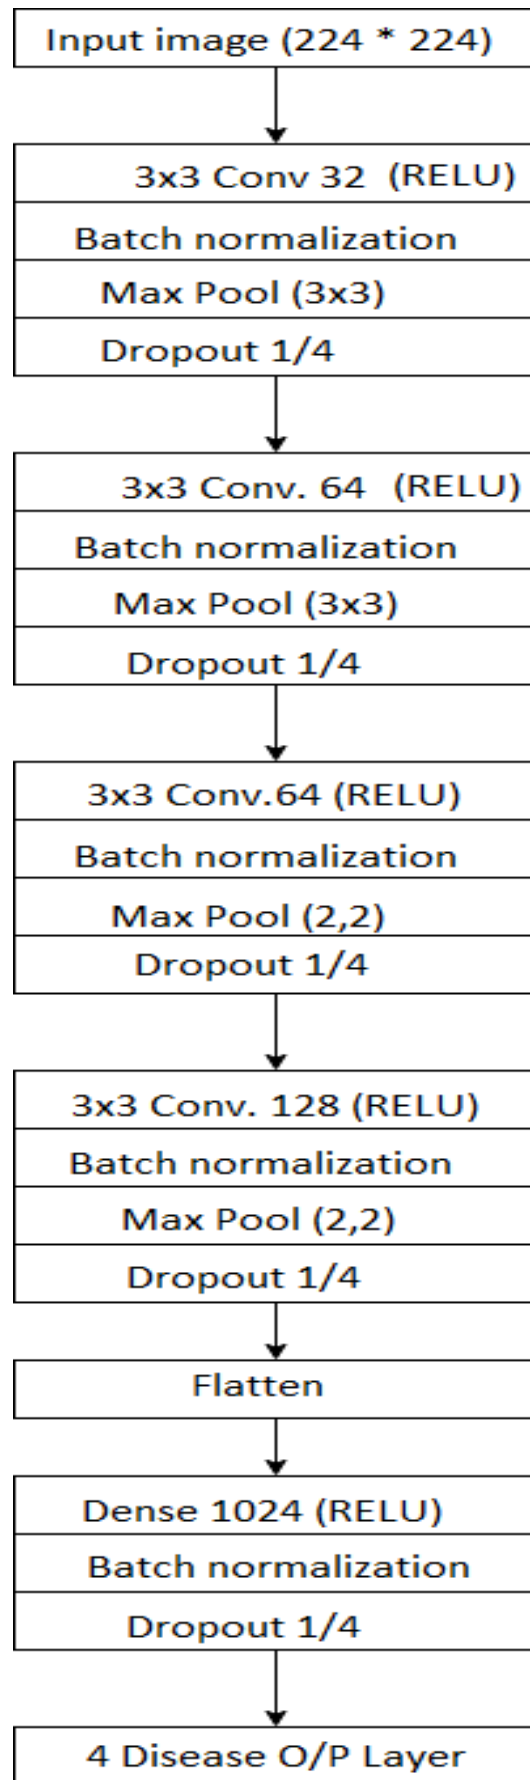 Input image (224 * 224)
3x3 Conv 32 (RELU)
Batch normalization
Max Pool (3x3)
Dropout 1/4
3x3 Conv. 64 (RELU)
Batch normalization
Max Pool (3x3)
Dropout 1/4
3x3 Conv.64 (RELU)
Batch normalization
Max Pool (2,2)
Dropout 1/4
3x3 Conv. 128 (RELU)
Batch normalization
Max Pool (2,2)
Dropout 1/4
Flatten
Dense 1024 (RELU)
Batch normalization
Dropout 1/4
4 Disease O/P Layer